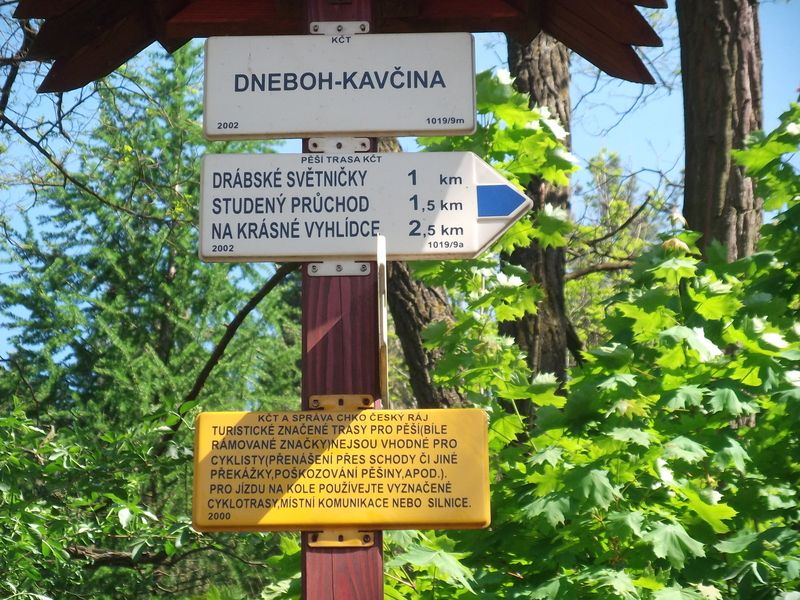 KČT
DNEBOH-KAVČINA
2002 1019/9m
PĚŠÍ TRASA KČT
DRÁBSKÉ SVĚTNIČKY 1 km
STUDENÝ PRŮCHOD 1,5 km
NA KRÁSNÉ VYHLÍDCE 2,5 km
2002 1019/9a
KČT A SPRÁVA CHKO ČESKÝ RÁJ
TURISTICKÉ ZNAČENÉ TRASY PRO PĚŠÍ(BÍLE
RÁMOVANÉ ZNAČKY)NEJSOU VHODNÉ PRO
CYKLISTY(PŘENÁŠENÍ PŘES SCHODY ČI JINÉ
PŘEKÁŽKY,POŠKOZOVÁNÍ PĚŠINY,APOD.).
PRO JÍZDU NA KOLE POUŽÍVEJTE VYZNAČENÉ
CYKLOTRASY,MÍSTNÍ KOMUNIKACE NEBO SILNICE.
2000